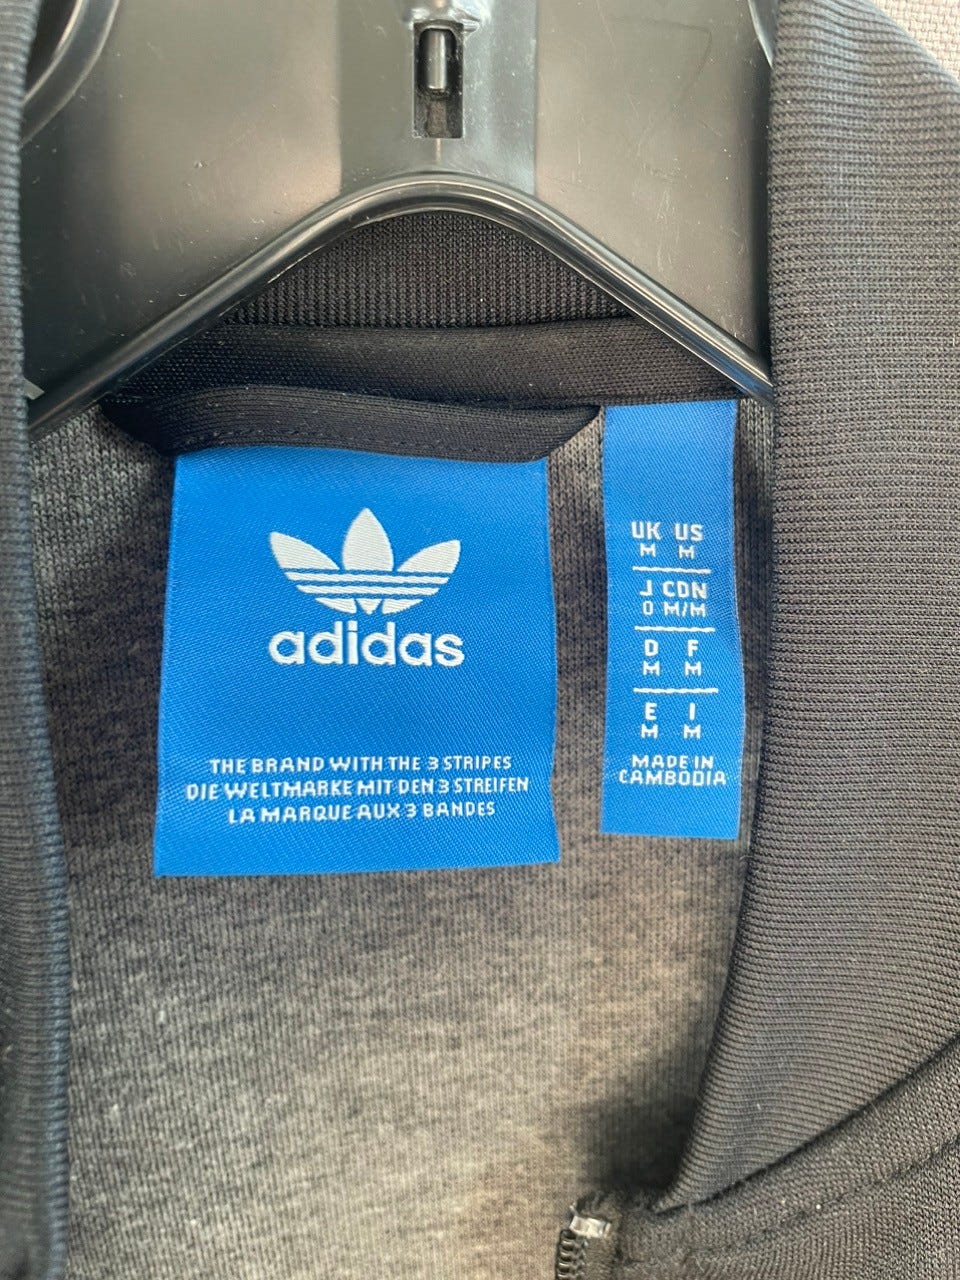 adidas
THE BRAND WITH THE 3 STRIPES
DIE WELTMARKE MIT DEN 3 STREIFEN
LA MARQUE AUX 3 BANDES
UK US
M M
J CDN
O M/M
D F
M M
E I
M M
MADE IN
CAMBODIA